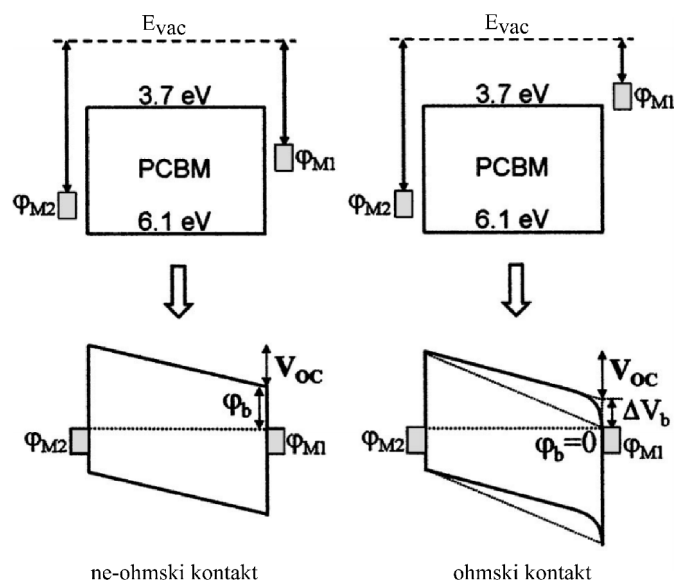 E_vac
3.7 eV
φ_M1
PCBM
φ_M2
6.1 eV
E_vac
3.7 eV
φ_M1
PCBM
φ_M2
6.1 eV
V_OC
φ_b
φ_M2
φ_M1
ne-ohmski kontakt
V_OC
ΔV_b
φ_M2
φ_b=0
φ_M1
ohmski kontakt